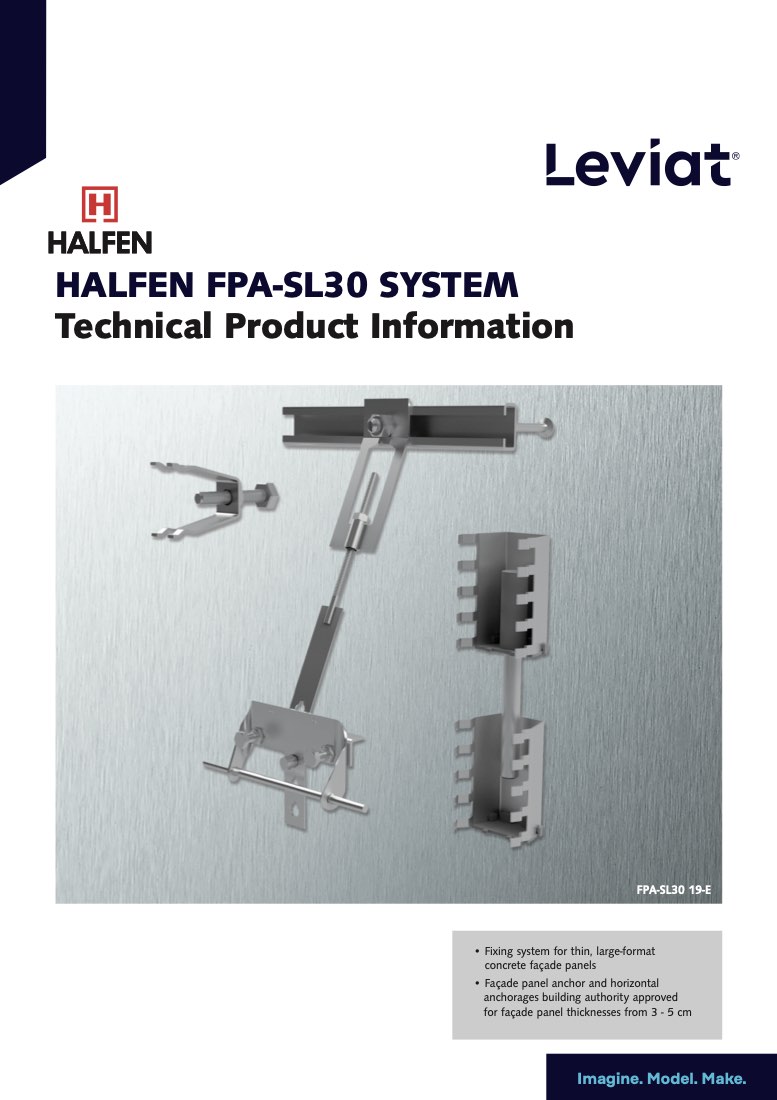 Leviat®
H
HALFEN
HALFEN FPA-SL30 SYSTEM
Technical Product Information
FPA-SL30 19-E
• Fixing system for thin, large-format
concrete façade panels
• Façade panel anchor and horizontal
anchorages building authority approved
for façade panel thicknesses from 3 - 5 cm
Imagine. Model. Make.